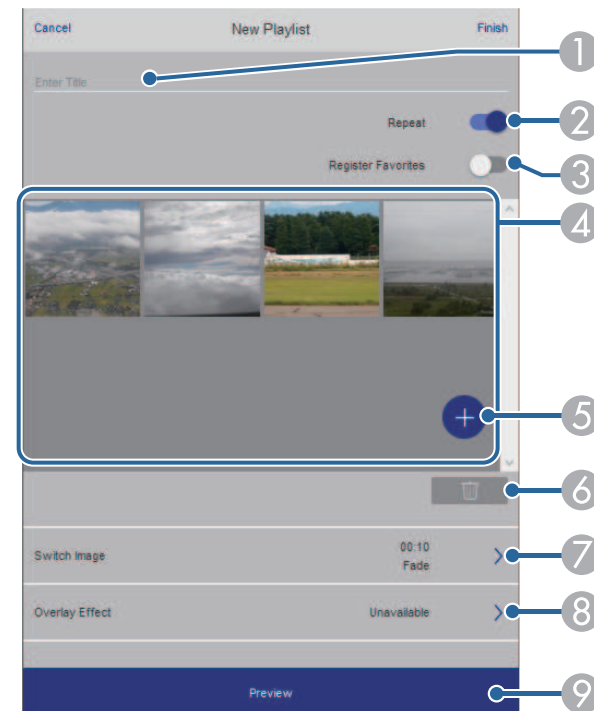 Cancel New Playlist Finish
Enter Title
1
Repeat
2
Register Favorites
3
4
5
6
Switch Image
00:10
Fade
7
Overlay Effect Unavailable
8
Preview
9